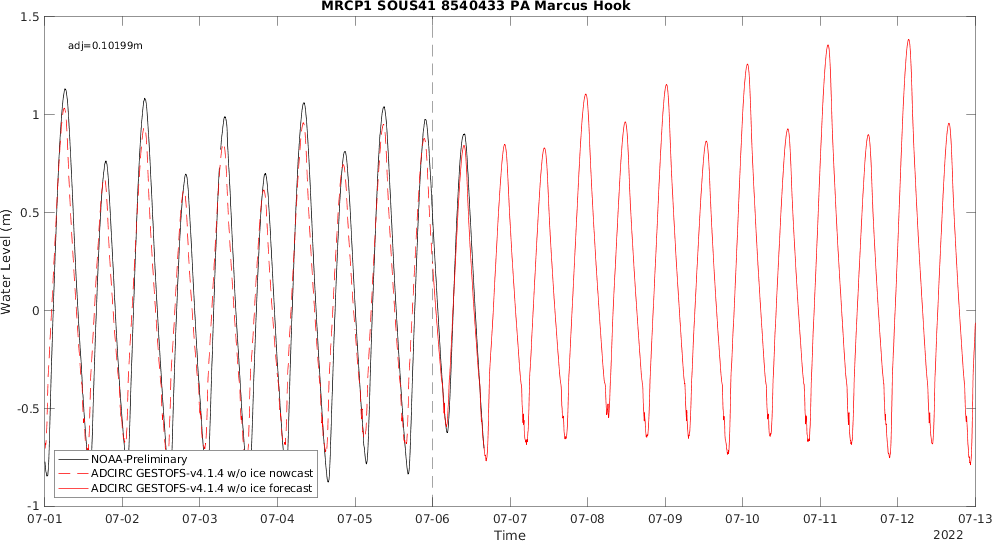 MRCP1 SOUS41 8540433 PA Marcus Hook
adj=0.10199m
Water Level (m)
1.5
1
0.5
0
-0.5
-1
NOAA-Preliminary
ADCIRC GESTOFS-v4.1.4 w/o ice nowcast
ADCIRC GESTOFS-v4.1.4 w/o ice forecast
07-01 07-02 07-03 07-04 07-05 07-06 07-07 07-08 07-09 07-10 07-11 07-12 07-13
Time
2022